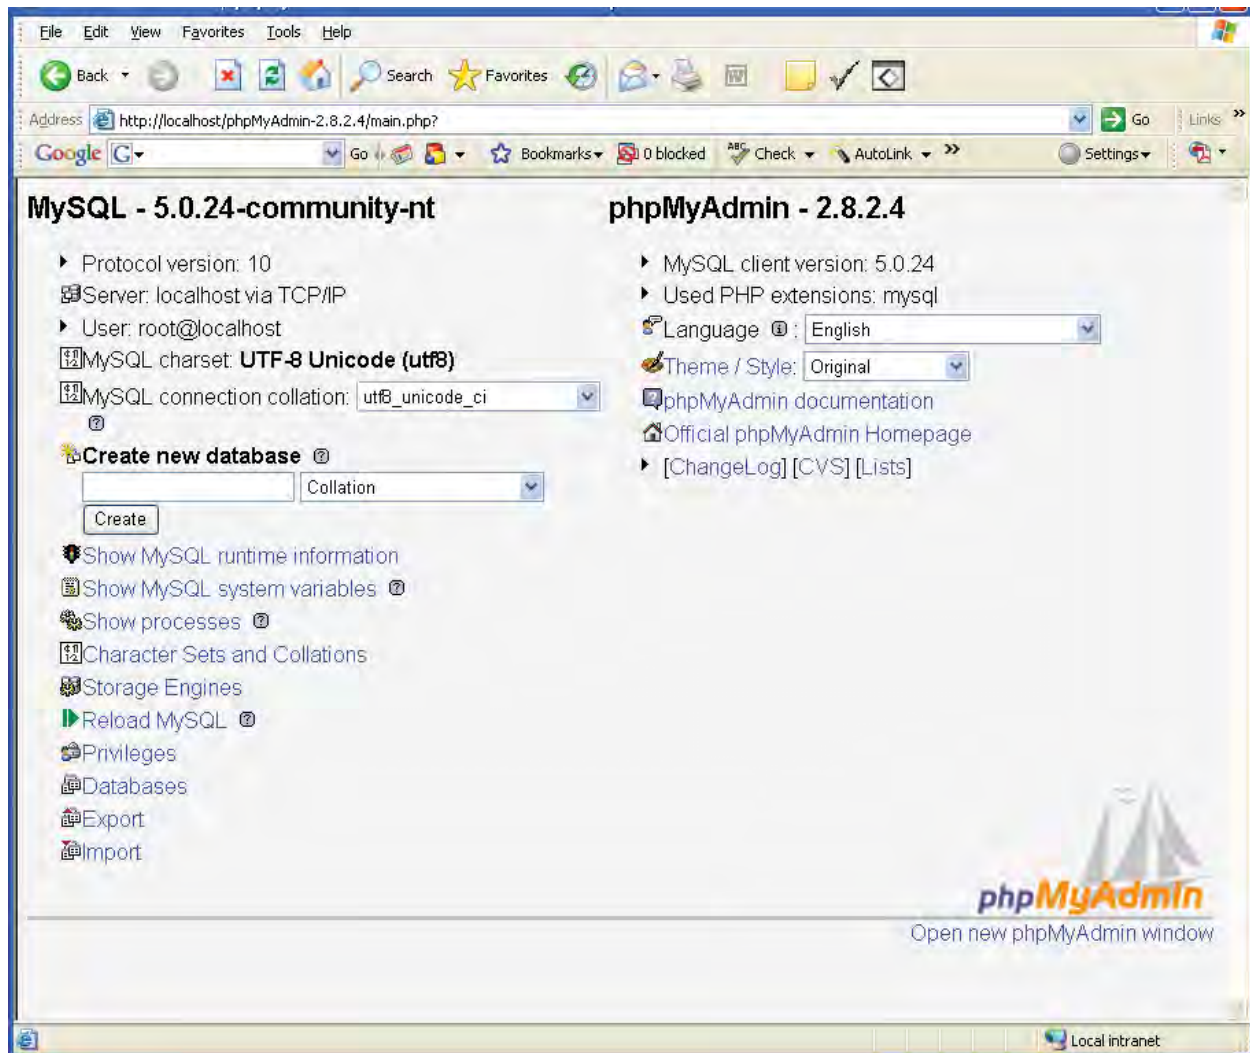 File Edit View Favorites Tools Help
Back Search Favorites
Address http://localhost/phpMyAdmin-2.8.2.4/main.php? Go Links »
Google G Go Bookmarks 0 blocked ABC Check AutoLink » Settings
MySQL - 5.0.24-community-nt
Protocol version: 10
Server: localhost via TCP/IP
User: root@localhost
MySQL charset: UTF-8 Unicode (utf8)
MySQL connection collation: utf8_unicode_ci
Create new database
Collation
Create
Show MySQL runtime information
Show MySQL system variables
Show processes
Character Sets and Collations
Storage Engines
Reload MySQL
Privileges
Databases
Export
Import
phpMyAdmin - 2.8.2.4
MySQL client version: 5.0.24
Used PHP extensions: mysql
Language : English
Theme / Style: Original
phpMyAdmin documentation
Official phpMyAdmin Homepage
[ChangeLog] [CVS] [Lists]
phpMyAdmin
Open new phpMyAdmin window
Local intranet